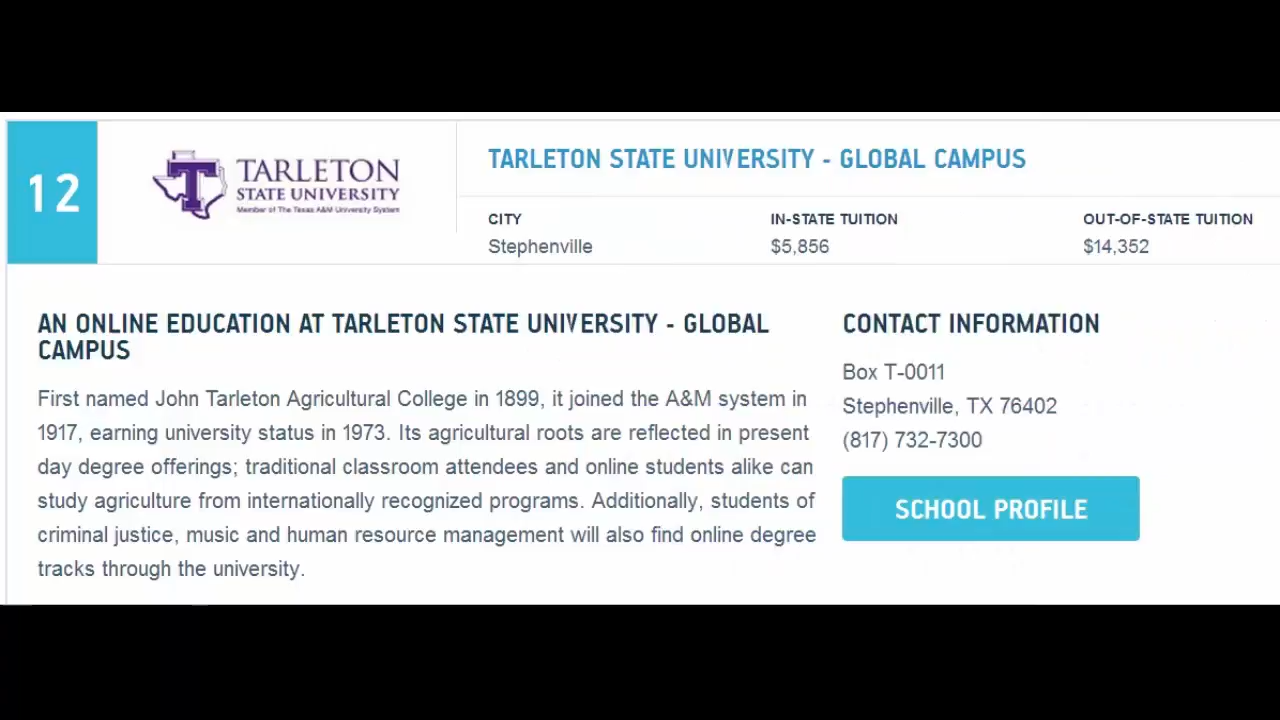 12
T TARLETON
STATE UNIVERSITY
Member of The Texas A&M University System
TARLETON STATE UNIVERSITY - GLOBAL CAMPUS
CITY IN-STATE TUITION OUT-OF-STATE TUITION
Stephenville $5,856 $14,352
AN ONLINE EDUCATION AT TARLETON STATE UNIVERSITY - GLOBAL
CAMPUS
First named John Tarleton Agricultural College in 1899, it joined the A&M system in
1917, earning university status in 1973. Its agricultural roots are reflected in present
day degree offerings; traditional classroom attendees and online students alike can
study agriculture from internationally recognized programs. Additionally, students of
criminal justice, music and human resource management will also find online degree
tracks through the university.
CONTACT INFORMATION
Box T-0011
Stephenville, TX 76402
(817) 732-7300
SCHOOL PROFILE